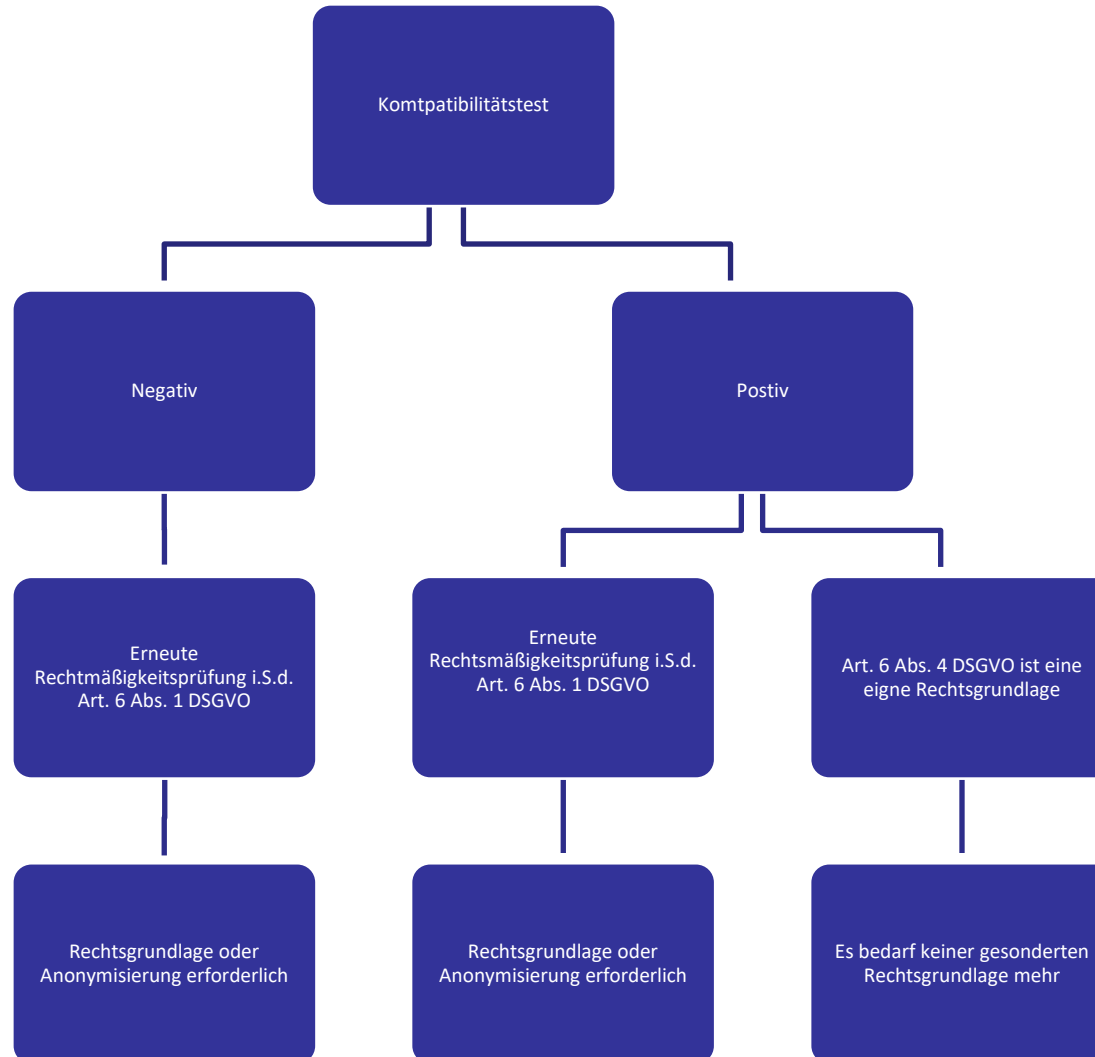 Komtpatibilitätstest
Negativ
Postiv
Erneute
Rechtmäßigkeitsprüfung i.S.d.
Art. 6 Abs. 1 DSGVO
Erneute
Rechtsmäßigkeitsprüfung i.S.d.
Art. 6 Abs. 1 DSGVO
Art. 6 Abs. 4 DSGVO ist eine
eigne Rechtsgrundlage
Rechtsgrundlage oder
Anonymisierung erforderlich
Rechtsgrundlage oder
Anonymisierung erforderlich
Es bedarf keiner gesonderten
Rechtsgrundlage mehr